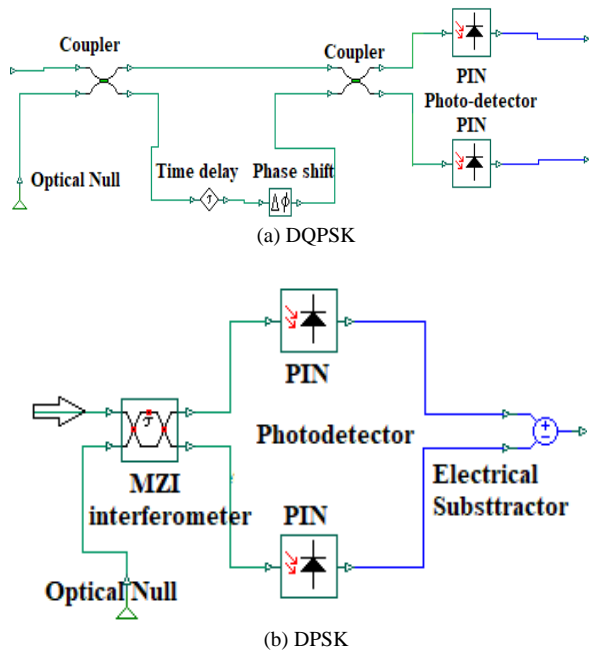 Coupler
Coupler
PIN
Photo-detector
PIN
Optical Null
Time delay
τ
Phase shift
Δϕ
(a) DQPSK
PIN
τ
MZI
interferometer
Photodetector
Electrical
Substtractor
PIN
Optical Null
(b) DPSK